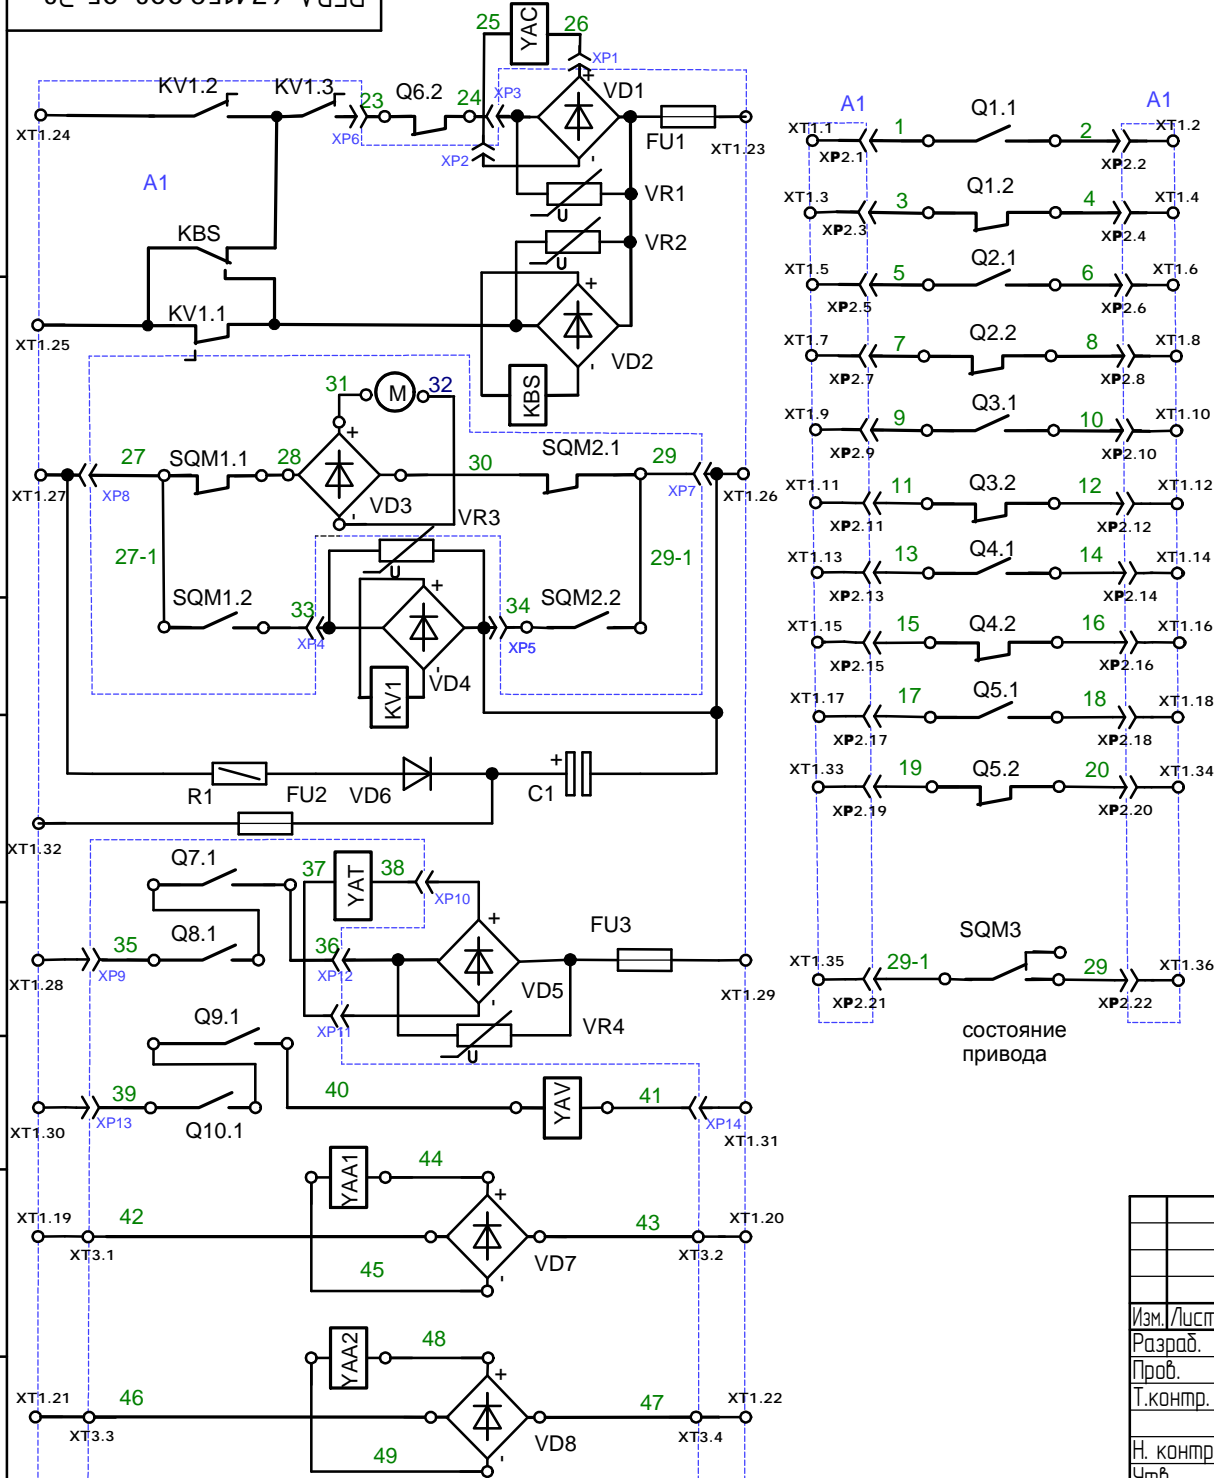 25
YAC
26
XP1
KV1.2
KV1.3
23
Q6.2
24
XP3
+
VD1
XT1.24
XP6
XP2
-
FU1
XT1.23
A1
VR1
U
KBS
VR2
U
KV1.1
+
XT1.25
VD2
-
KBS
31
M
32
27
SQM1.1
28
+
30
SQM2.1
29
XT1.27
XP8
VD3
-
XP7
XT1.26
VR3
27-1
U
29-1
SQM1.2
33
34
SQM2.2
XP4
XP5
-
VD4
KV1
R1
FU2
VD6
+
C1
XT1.32
Q7.1
37
YAT
38
XP10
Q8.1
+
FU3
35
36
XP9
XP12
XT1.28
VD5
XT1.29
-
XP11
VR4
U
Q9.1
39
40
YAV
41
XP13
XP14
XT1.30
Q10.1
XT1.31
YAA1
44
+
XT1.19
42
43
XT1.20
XT3.1
VD7
XT3.2
45
-
YAA2
48
+
XT1.21
46
47
XT1.22
XT3.3
VD8
XT3.4
49
-
A1
A1
XT1.1
1
Q1.1
2
XT1.2
XP2.1
XP2.2
XT1.3
3
Q1.2
4
XT1.4
XP2.3
XP2.4
XT1.5
5
Q2.1
6
XT1.6
XP2.5
XP2.6
XT1.7
7
Q2.2
8
XT1.8
XP2.7
XP2.8
XT1.9
9
Q3.1
10
XT1.10
XP2.9
XP2.10
XT1.11
11
Q3.2
12
XT1.12
XP2.11
XP2.12
XT1.13
13
Q4.1
14
XT1.14
XP2.13
XP2.14
XT1.15
15
Q4.2
16
XT1.16
XP2.15
XP2.16
XT1.17
17
Q5.1
18
XT1.18
XP2.17
XP2.18
XT1.33
19
Q5.2
20
XT1.34
XP2.19
XP2.20
SQM3
XT1.35
29-1
29
XT1.36
XP2.21
XP2.22
состояние
привода
Изм. Лист
Разраб.
Пров.
Т.контр.
Н. контр
Утв